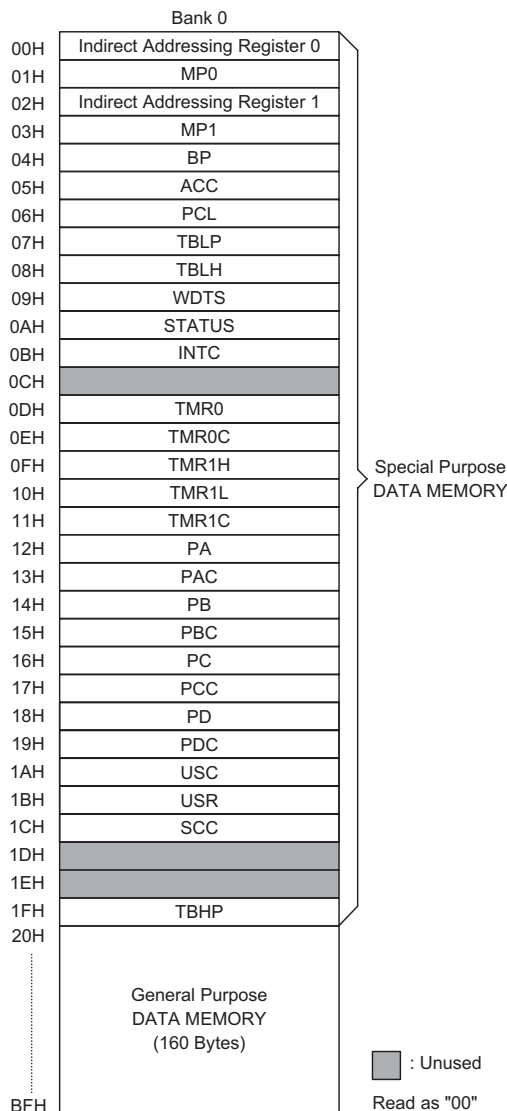 Bank 0
00H Indirect Addressing Register 0
01H MP0
02H Indirect Addressing Register 1
03H MP1
04H BP
05H ACC
06H PCL
07H TBLP
08H TBLH
09H WDTS
0AH STATUS
0BH INTC
0CH
0DH TMR0
0EH TMR0C
0FH TMR1H
10H TMR1L
11H TMR1C
12H PA
13H PAC
14H PB
15H PBC
16H PC
17H PCC
18H PD
19H PDC
1AH USC
1BH USR
1CH SCC
1DH
1EH
1FH TBHP
20H
Special Purpose
DATA MEMORY
General Purpose
DATA MEMORY
(160 Bytes)
BFH
: Unused
Read as "00"